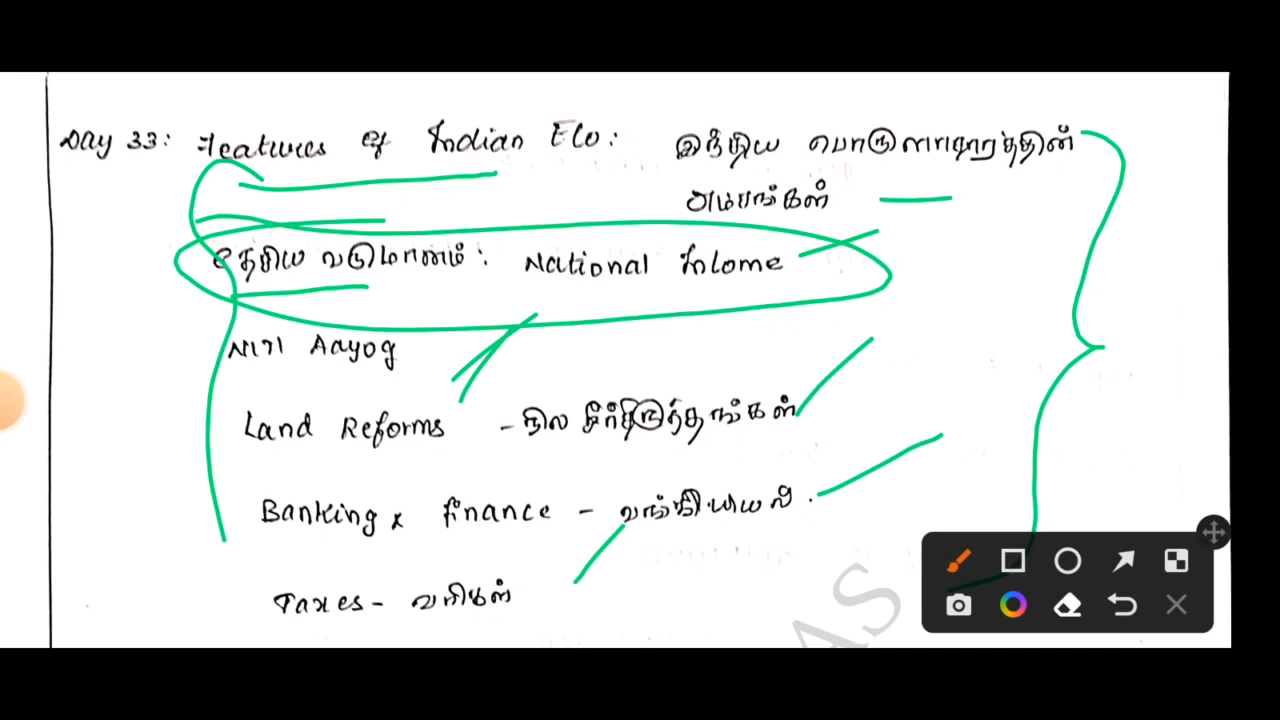 Day 33: Features of Indian Eco: இந்திய பொருளாதாரத்தின்
அம்சங்கள்
தேசிய வருமானம்: National Income
Niti Aayog
Land Reforms - நில சீர்திருத்தங்கள்
Banking & finance - வங்கியியல்.
Taxes - வரிகள்
AS